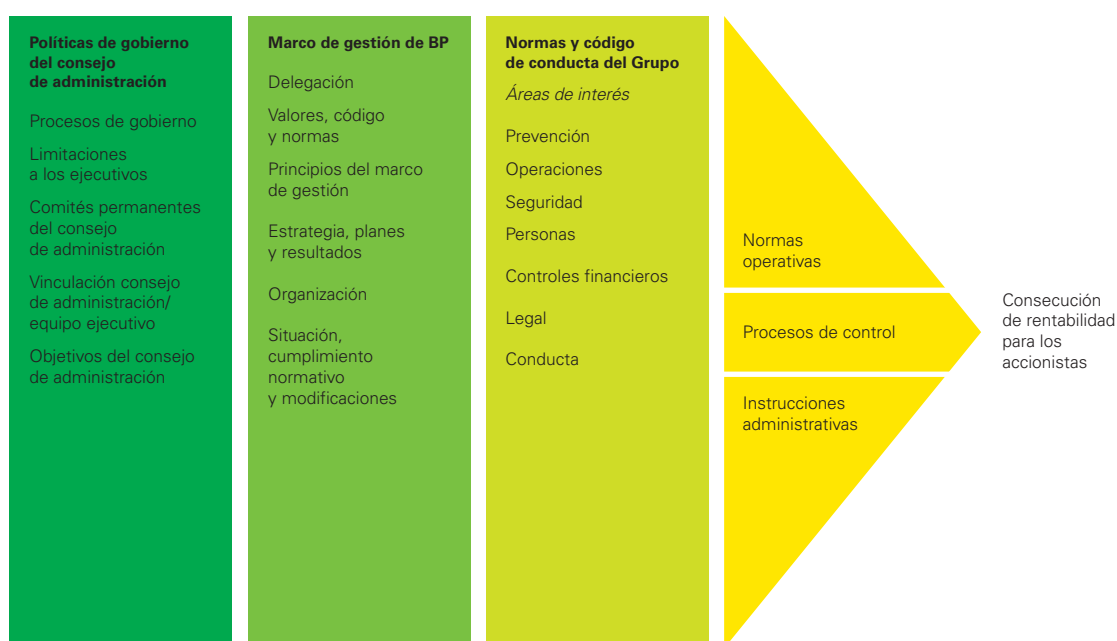 Políticas de gobierno
del consejo
de administración
Procesos de gobierno
Limitaciones
a los ejecutivos
Comités permanentes
del consejo
de administración
Vinculación consejo
de administración/
equipo ejecutivo
Objetivos del consejo
de administración
Marco de gestión de BP
Delegación
Valores, código
y normas
Principios del marco
de gestión
Estrategia, planes
y resultados
Organización
Situación,
cumplimiento
normativo
y modificaciones
Normas y código
de conducta del Grupo
Áreas de interés
Prevención
Operaciones
Seguridad
Personas
Controles financieros
Legal
Conducta
Normas
operativas
Procesos de control
Instrucciones
administrativas
Consecución
de rentabilidad
para los
accionistas